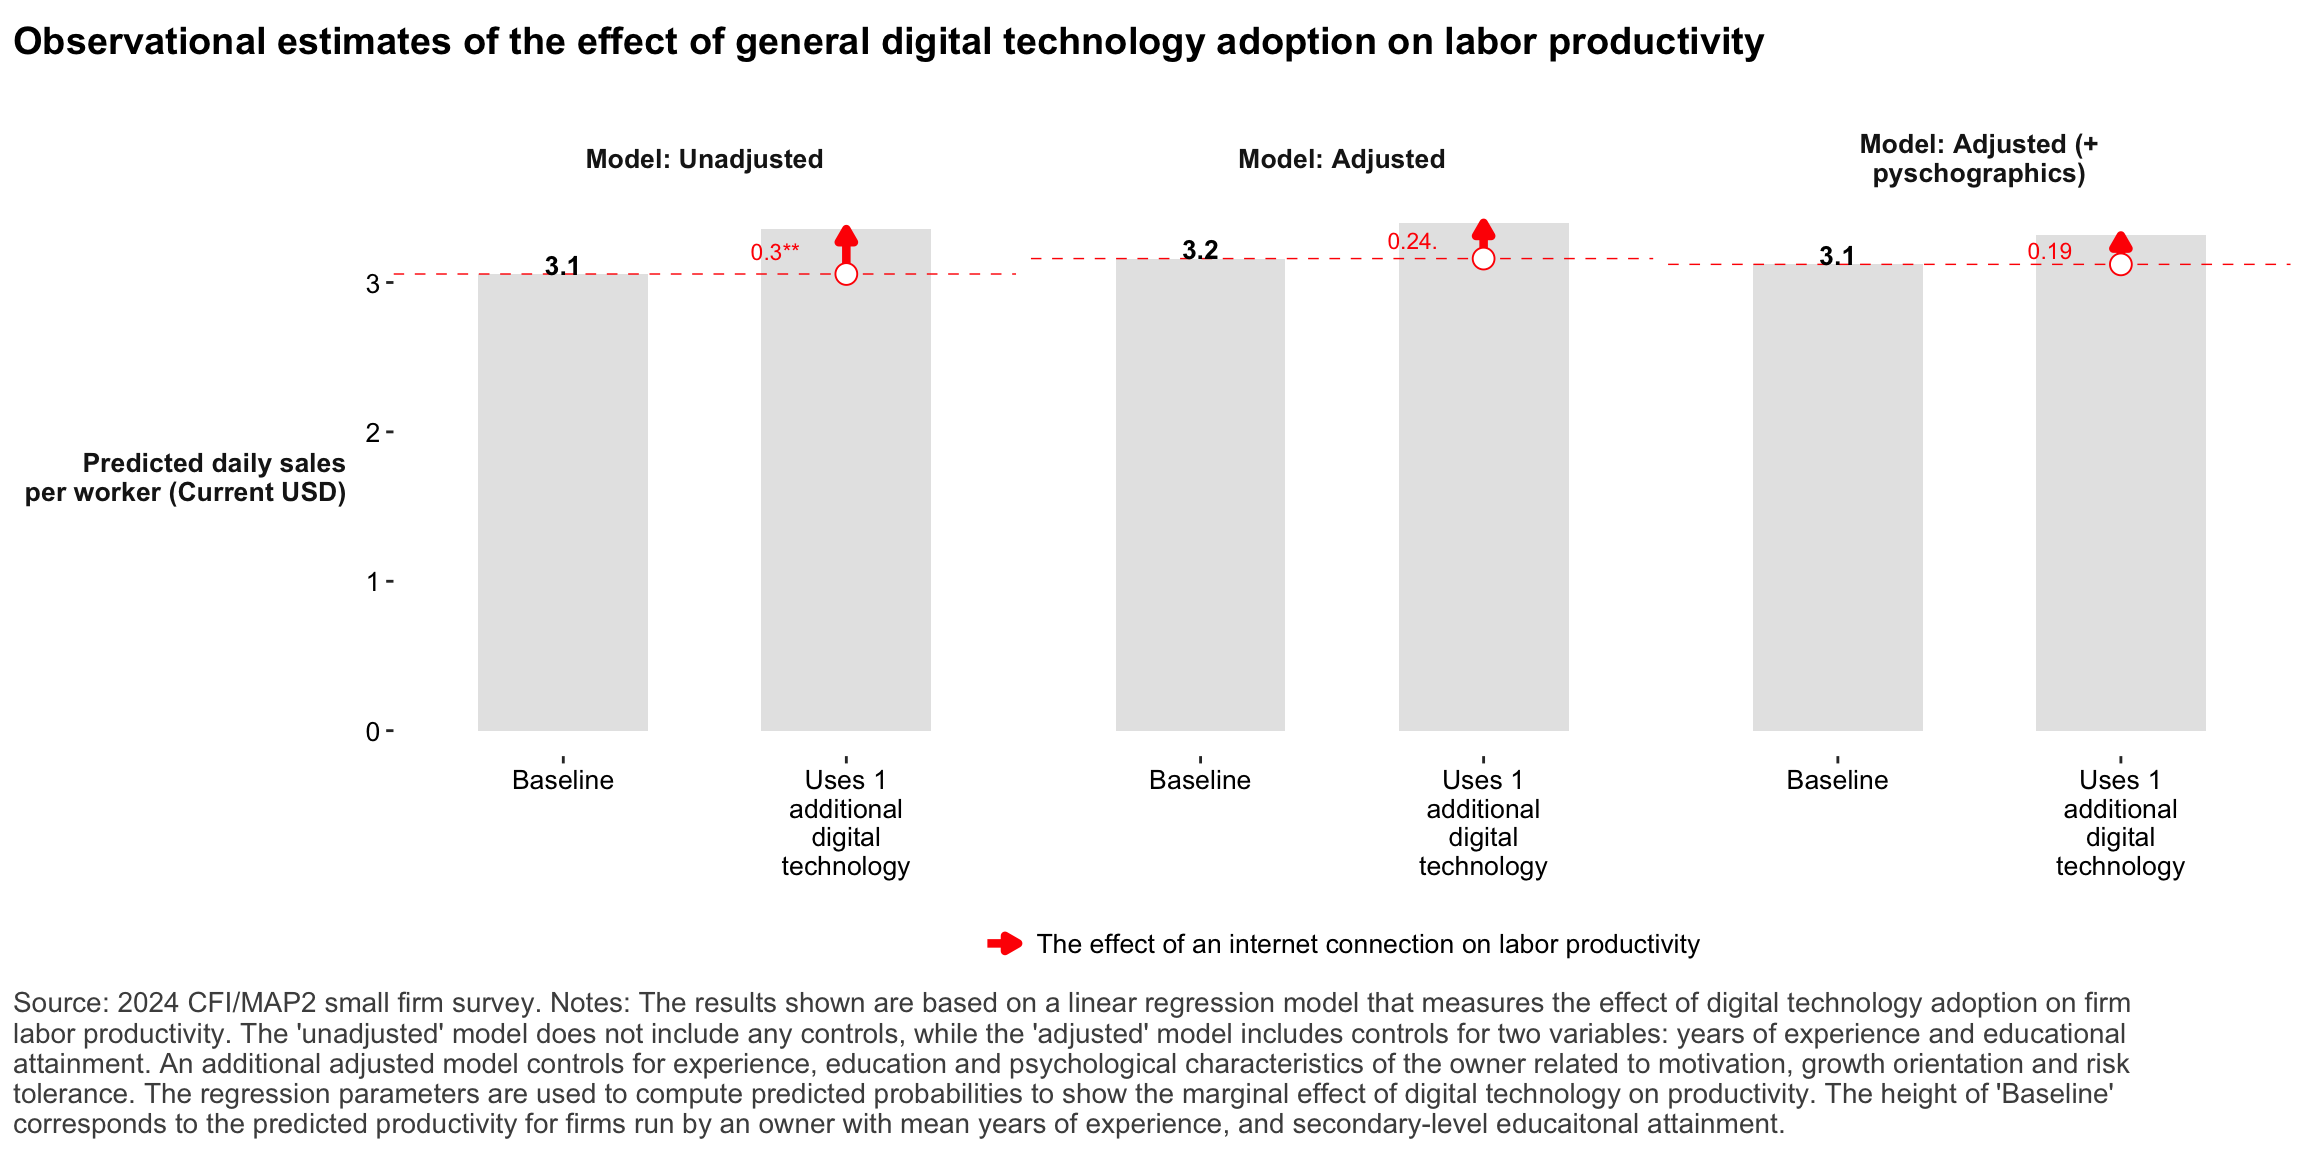 Observational estimates of the effect of general digital technology adoption on labor productivity
Model: Unadjusted
Model: Adjusted
Model: Adjusted (+
pyschographics)
3.1
0.3**
3.2
0.24.
3.1
0.19
3
2
1
0
Predicted daily sales
per worker (Current USD)
Baseline
Uses 1
additional
digital
technology
Baseline
Uses 1
additional
digital
technology
Baseline
Uses 1
additional
digital
technology
The effect of an internet connection on labor productivity
Source: 2024 CFI/MAP2 small firm survey. Notes: The results shown are based on a linear regression model that measures the effect of digital technology adoption on firm
labor productivity. The 'unadjusted' model does not include any controls, while the 'adjusted' model includes controls for two variables: years of experience and educational
attainment. An additional adjusted model controls for experience, education and psychological characteristics of the owner related to motivation, growth orientation and risk
tolerance. The regression parameters are used to compute predicted probabilities to show the marginal effect of digital technology on productivity. The height of 'Baseline'
corresponds to the predicted productivity for firms run by an owner with mean years of experience, and secondary-level educaitonal attainment.